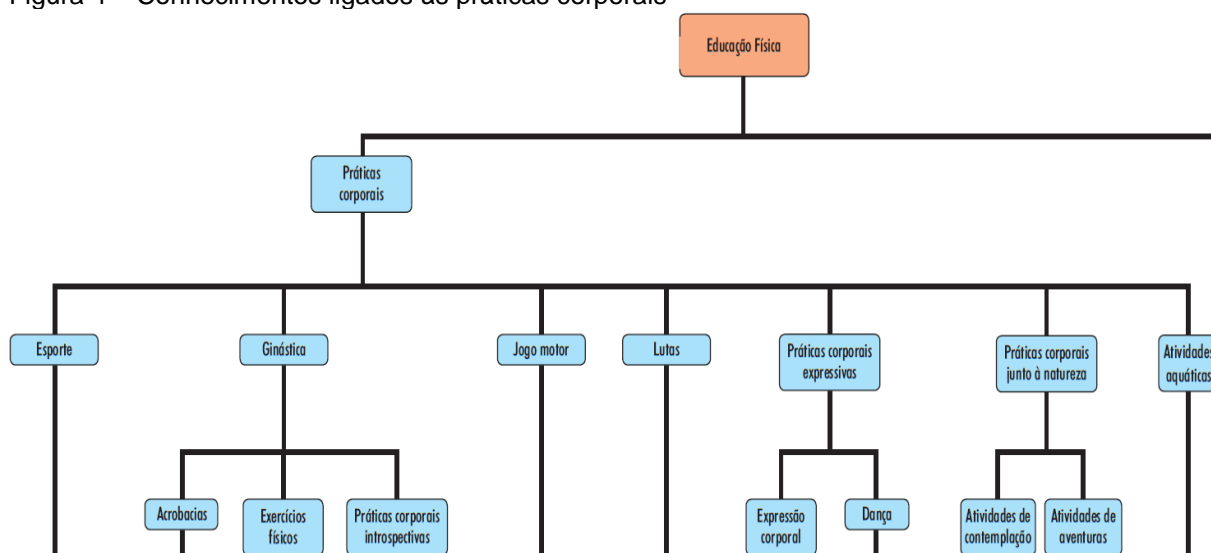 Figura 1 – Conhecimentos ligados às práticas corporais
Educação Física
Práticas
corporais
Esporte
Ginástica
Jogo motor
Lutas
Práticas corporais
expressivas
Práticas corporais
junto à natureza
Atividades
aquáticas
Acrobacias
Exercícios
físicos
Práticas corporais
introspectivas
Expressão
corporal
Dança
Atividades de
contemplação
Atividades de
aventuras